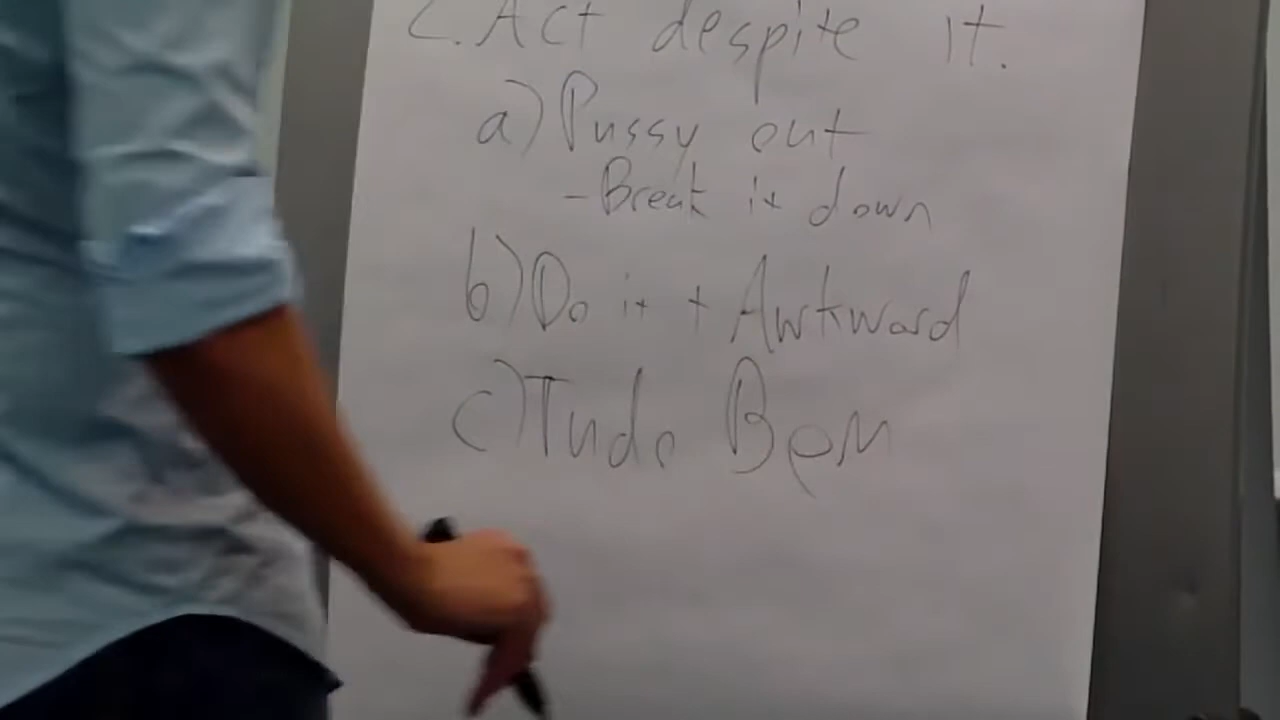 2. Act despite it.
a) Pussy out
- Break it down
b) Do it + Awkward
c) Tudo Bem